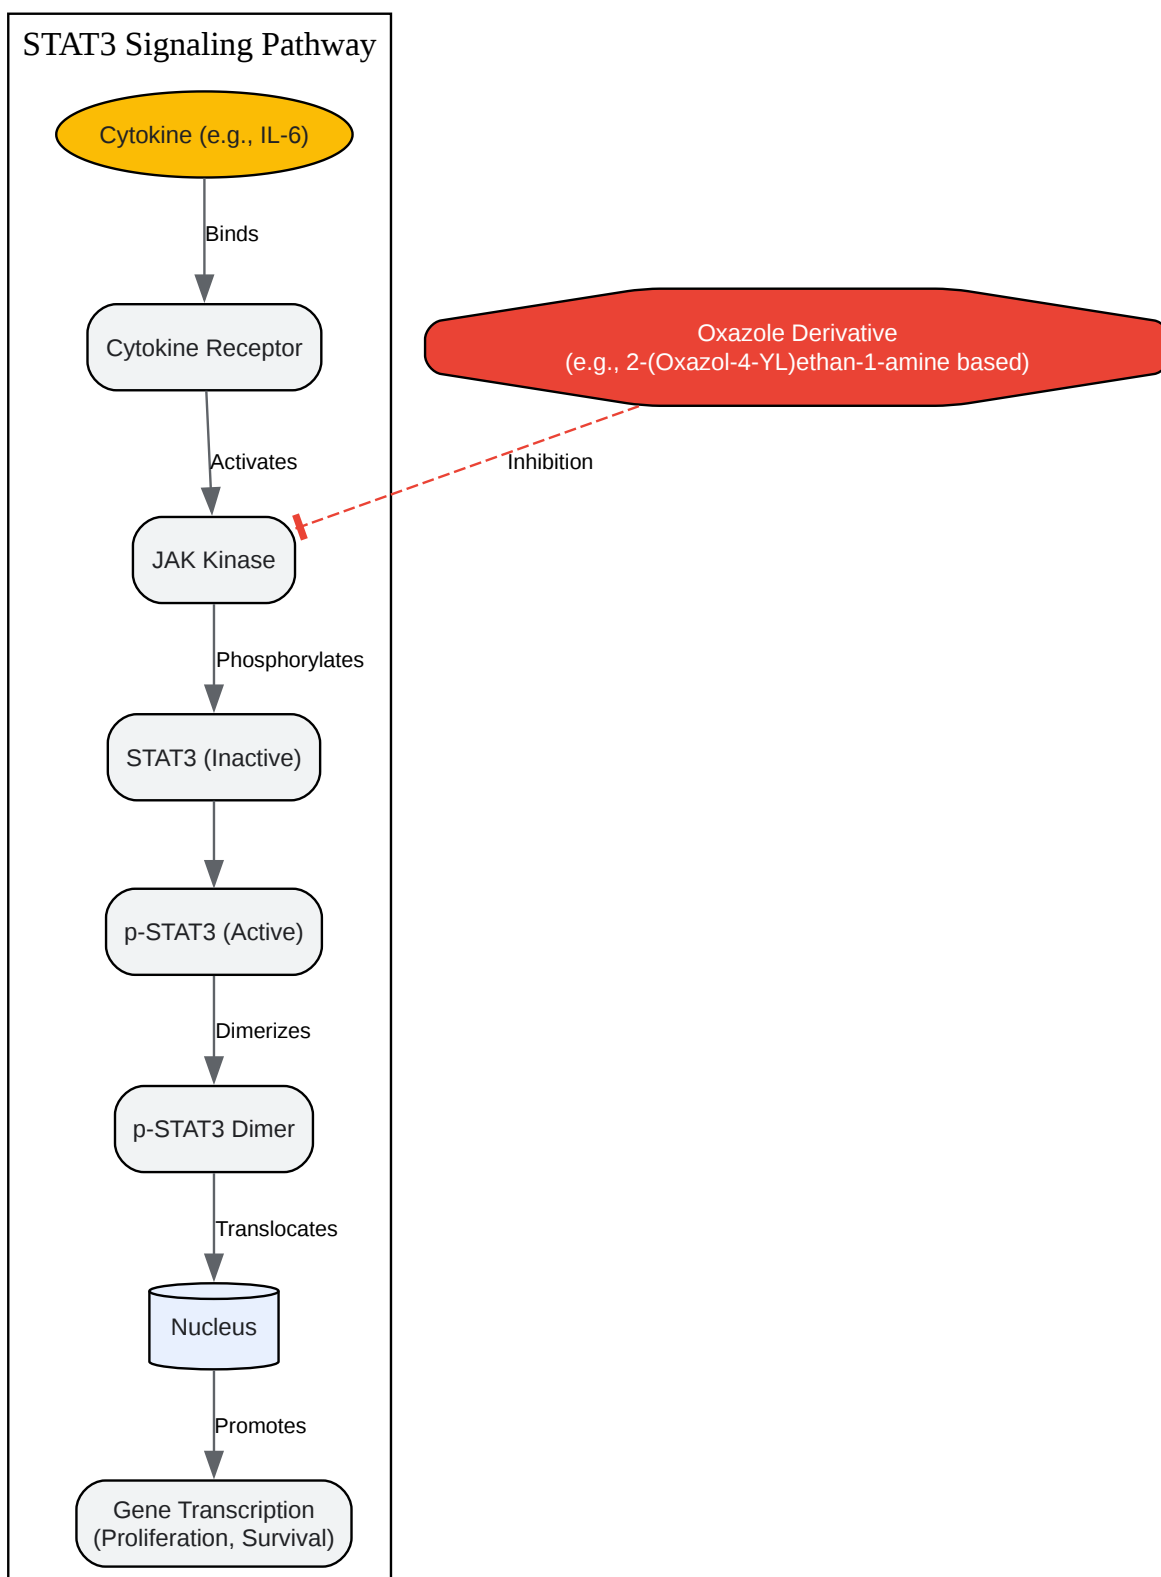 STAT3 Signaling Pathway
Cytokine (e.g., IL-6)
Binds
Cytokine Receptor
Oxazole Derivative
(e.g., 2-(Oxazol-4-YL)ethan-1-amine based)
Activates
Inhibition
JAK Kinase
Phosphorylates
STAT3 (Inactive)
p-STAT3 (Active)
Dimerizes
p-STAT3 Dimer
Translocates
Nucleus
Promotes
Gene Transcription
(Proliferation, Survival)